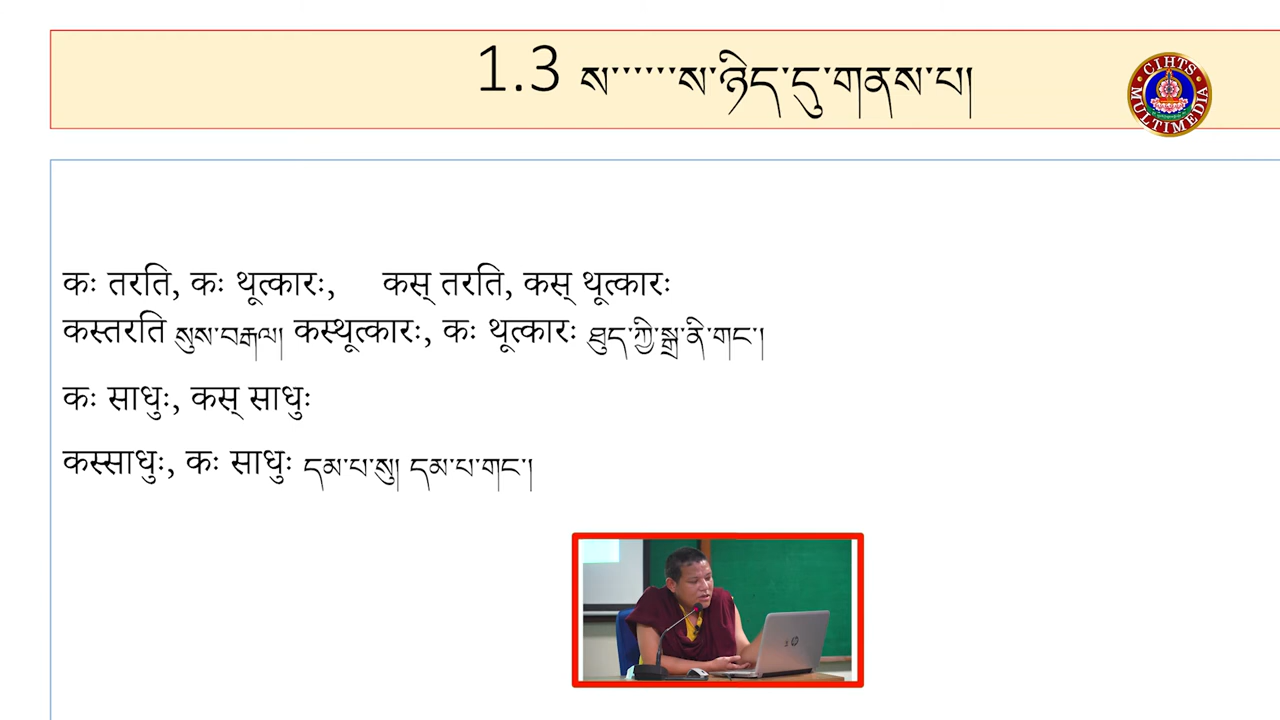 1.3 ས་་་་་་ས་ཉིད་དུ་གནས་པ།
CIHTS
MULTIMEDIA
कः तरति, कः थूत्कारः, कस् तरति, कस् थूत्कारः
कस्तरति སུས་བརྒལ། कस्थूत्कारः, कः थूत्कारः ཐུད་ཀྱི་སྒྲ་ནི་གང་།
कः साधुः, कस् साधुः
कस्साधुः, कः साधुः དམ་པ་སུ། དམ་པ་གང་།